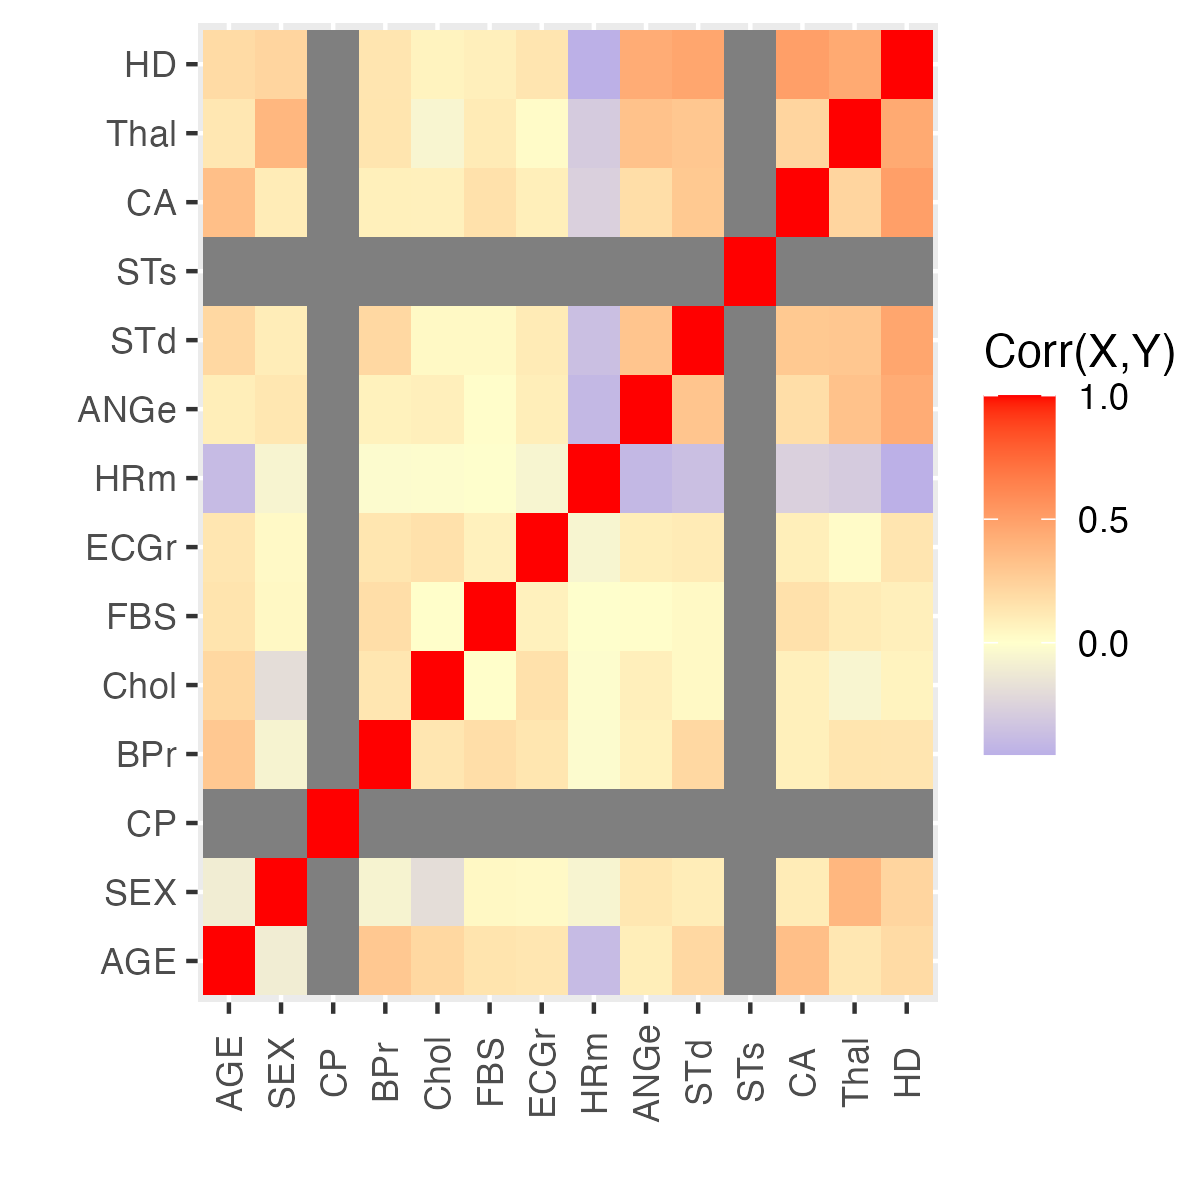 HD
Thal
CA
STs
STd
ANGe
HRm
ECGr
FBS
Chol
BPr
CP
SEX
AGE
AGE
SEX
CP
BPr
Chol
FBS
ECGr
HRm
ANGe
STd
STs
CA
Thal
HD
Corr(X,Y)
1.0
0.5
0.0